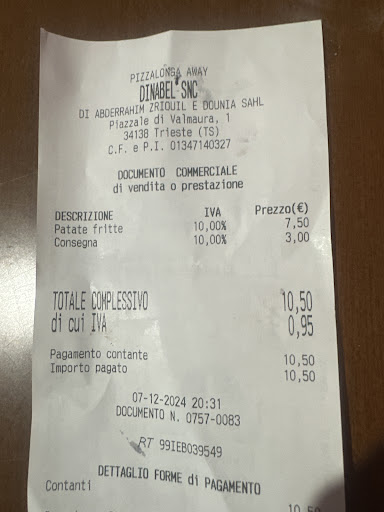 PIZZALONGA AWAY
DINABEL SNC
DI ABDERRAHIM ZRIOUIL E DOUNIA SAHL
Piazzale di Valmaura, 1
34138 Trieste (TS)
C.F. e P.I. 01347140327
DOCUMENTO COMMERCIALE
di vendita o prestazione
DESCRIZIONE IVA Prezzo(€)
Patate fritte 10,00% 7,50
Consegna 10,00% 3,00
TOTALE COMPLESSIVO 10,50
di cui IVA 0,95
Pagamento contante 10,50
Importo pagato 10,50
07-12-2024 20:31
DOCUMENTO N. 0757-0083
RT 99IEB039549
DETTAGLIO FORME di PAGAMENTO
Contanti